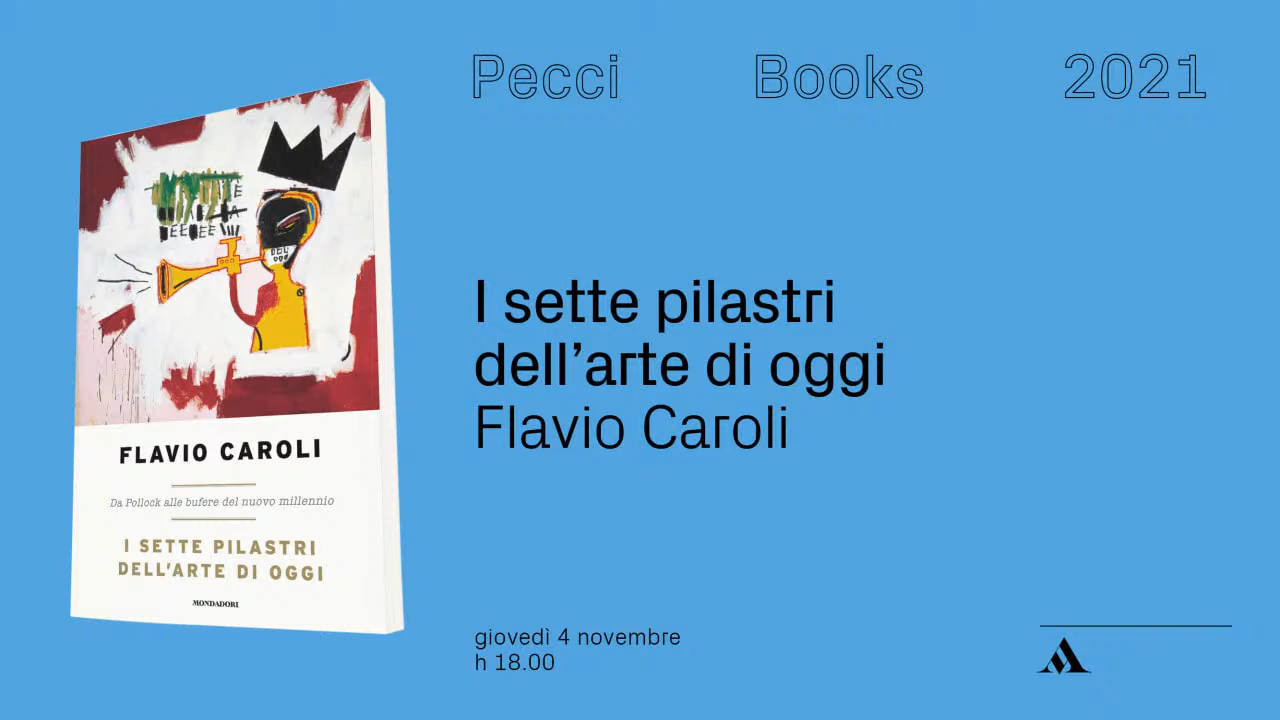 Pecci Books 2021
I sette pilastri
dell’arte di oggi
Flavio Caroli
giovedì 4 novembre
h 18.00
FLAVIO CAROLI
Da Pollock alle bufere del nuovo millennio
I SETTE PILASTRI
DELL’ARTE DI OGGI
MONDADORI